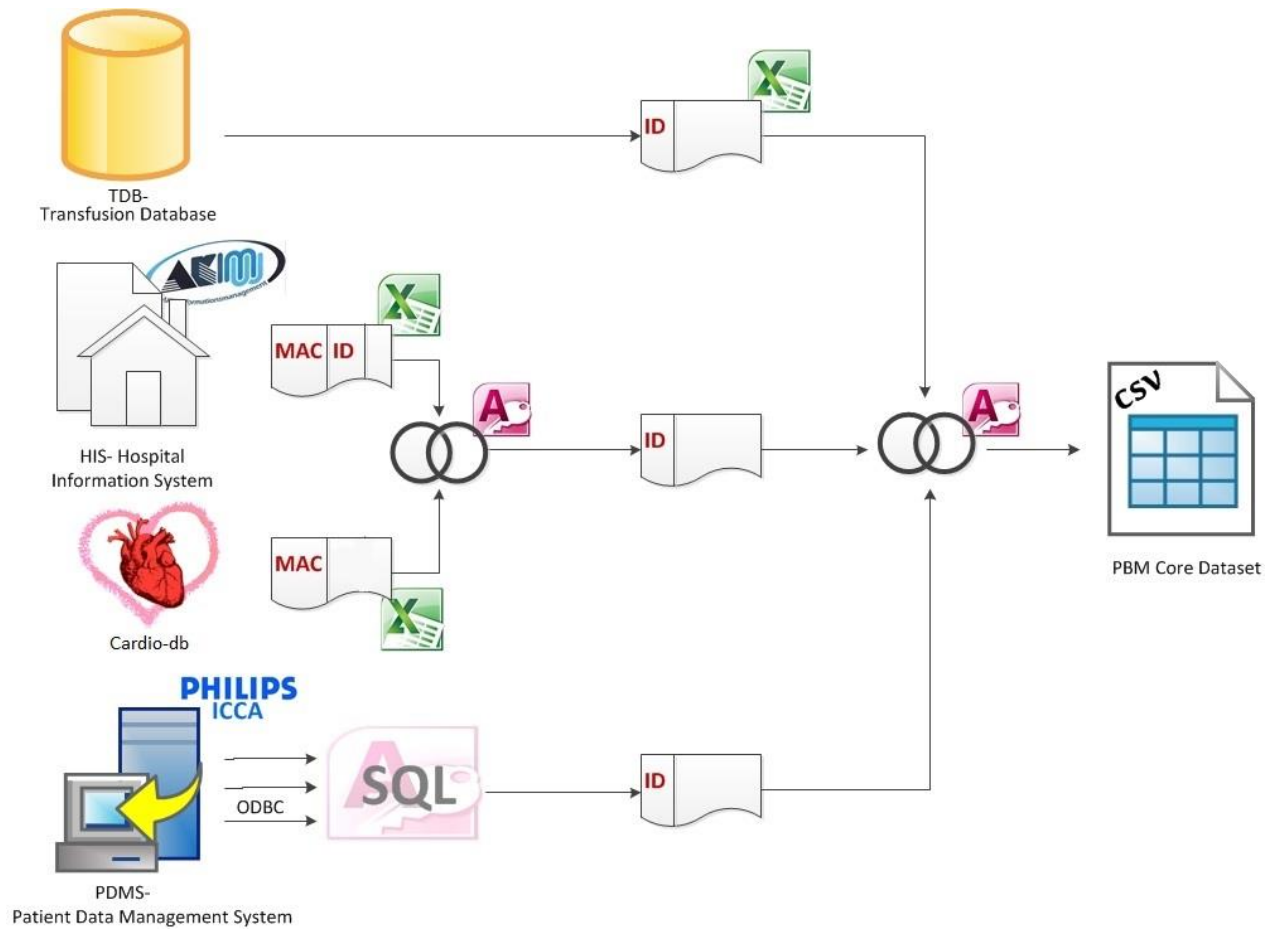 ID
TDB-
Transfusion Database
AKIM
MAC ID
HIS- Hospital
Information System
ID
MAC
Cardio-db
CSV
PBM Core Dataset
PHILIPS
ICCA
ODBC
SQL
ID
PDMS-
Patient Data Management System
X
X
A
A
X
A